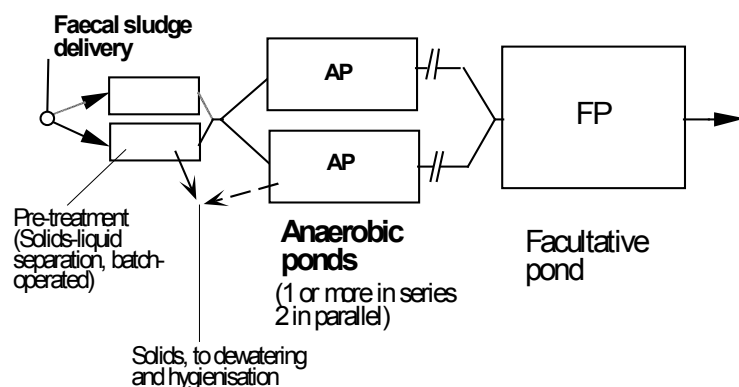 Faecal sludge
delivery
AP
AP
FP
Pre-treatment
(Solids-liquid
separation, batch-
operated)
Anaerobic
ponds
(1 or more in series
2 in parallel)
Facultative
pond
Solids, to dewatering
and hygienisation